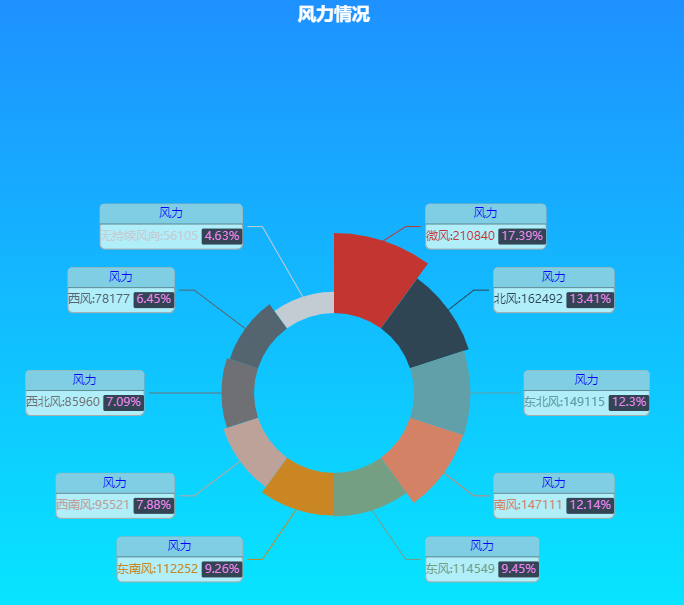 风力情况
风力
无持续风向:56105 4.63%
风力
微风:210840 17.39%
风力
西风:78177 6.45%
风力
北风:162492 13.41%
风力
西北风:85960 7.09%
风力
东北风:149115 12.3%
风力
西南风:95521 7.88%
风力
南风:147111 12.14%
风力
东南风:112252 9.26%
风力
东风:114549 9.45%